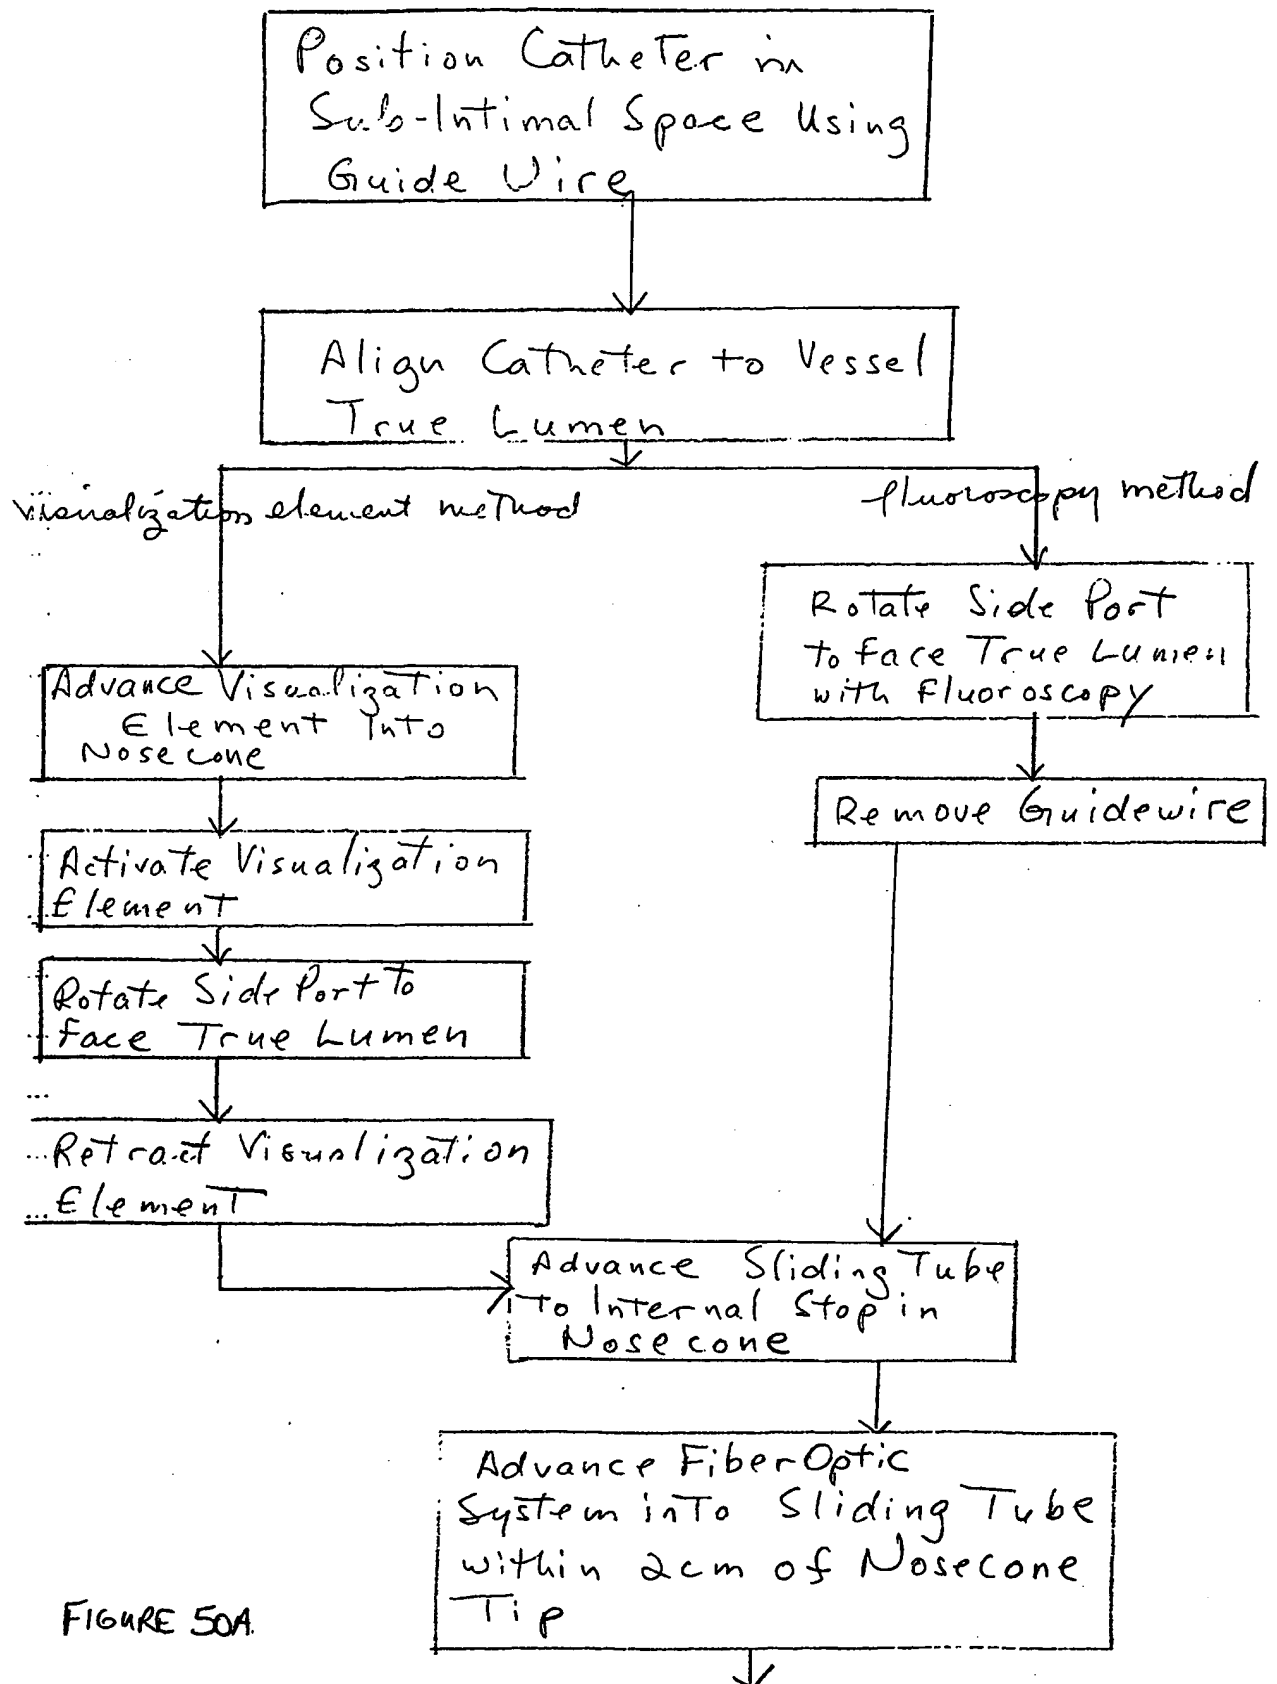 Position Catheter in
Sub-Intimal Space Using
Guide Wire
Align Catheter to Vessel
True Lumen
visualization element method
fluoroscopy method
Rotate Side Port
to face True Lumen
with Fluoroscopy
Remove Guidewire
Advance Visualization
Element Into
Nosecone
Activate Visualization
Element
Rotate Side Port To
face True Lumen
Retract Visualization
Element
Advance Sliding Tube
To Internal Stop in
Nosecone
Advance Fiber Optic
System inTo Sliding Tube
within 2cm of Nosecone
Tip
FIGURE 50A.